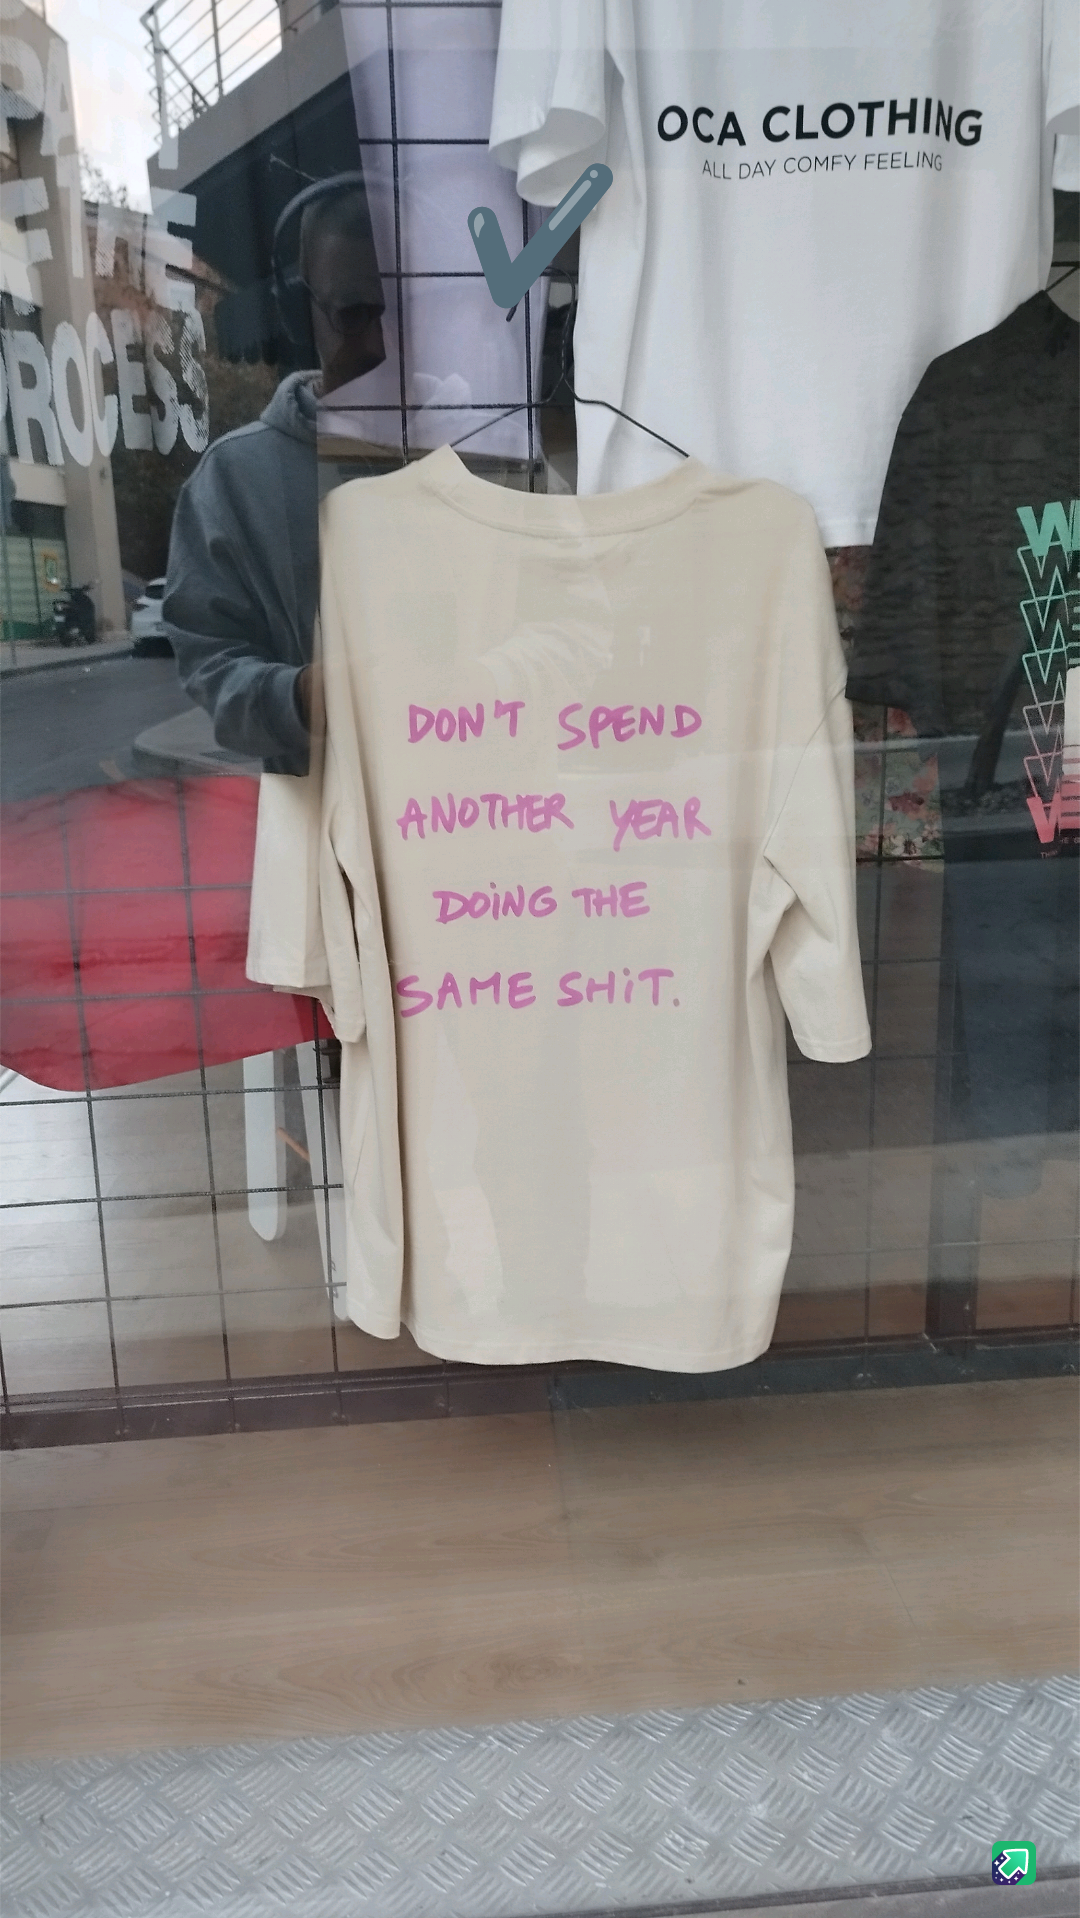 OCA CLOTHING
ALL DAY COMFY FEELING
PROCESS
DON'T SPEND
ANOTHER YEAR
DOiNG THE
SAME SHiT.